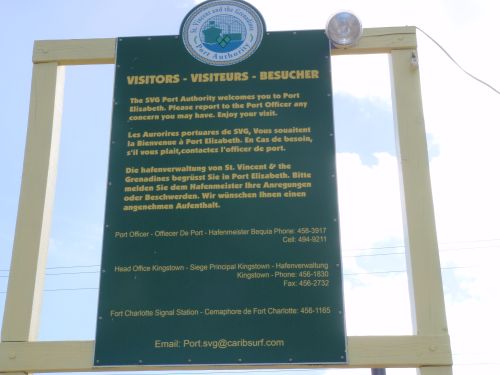 St. Vincent and the Grenadines
Port Authority
VISITORS - VISITEURS - BESUCHER
The SVG Port Authority welcomes you to Port
Elizabeth. Please report to the Port Officer any
concern you may have. Enjoy your visit.
Les Aurorires portuares de SVG, Vous souaitent
la Bienvenue à Port Elizabeth. En Cas de besoin,
s'il vous plait,contactez l'officer de port.
Die hafenverwaltung von St. Vincent & the
Grenadines begrüsst Sie in Port Elizabeth. Bitte
melden Sie dem Hafenmeister Ihre Anregungen
oder Beschwerden. Wir wünschen Ihnen einen
angenehmen Aufenthalt.
Port Officer - Offiecer De Port - Hafenmeister Bequia Phone: 458-3917
Cell: 494-9211
Head Office Kingstown - Siege Principal Kingstown - Hafenverwaltung
Kingstown - Phone: 456-1830
Fax: 456-2732
Fort Charlotte Signal Station - Cemaphore de Fort Charlotte: 456-1165
Email: Port.svg@caribsurf.com